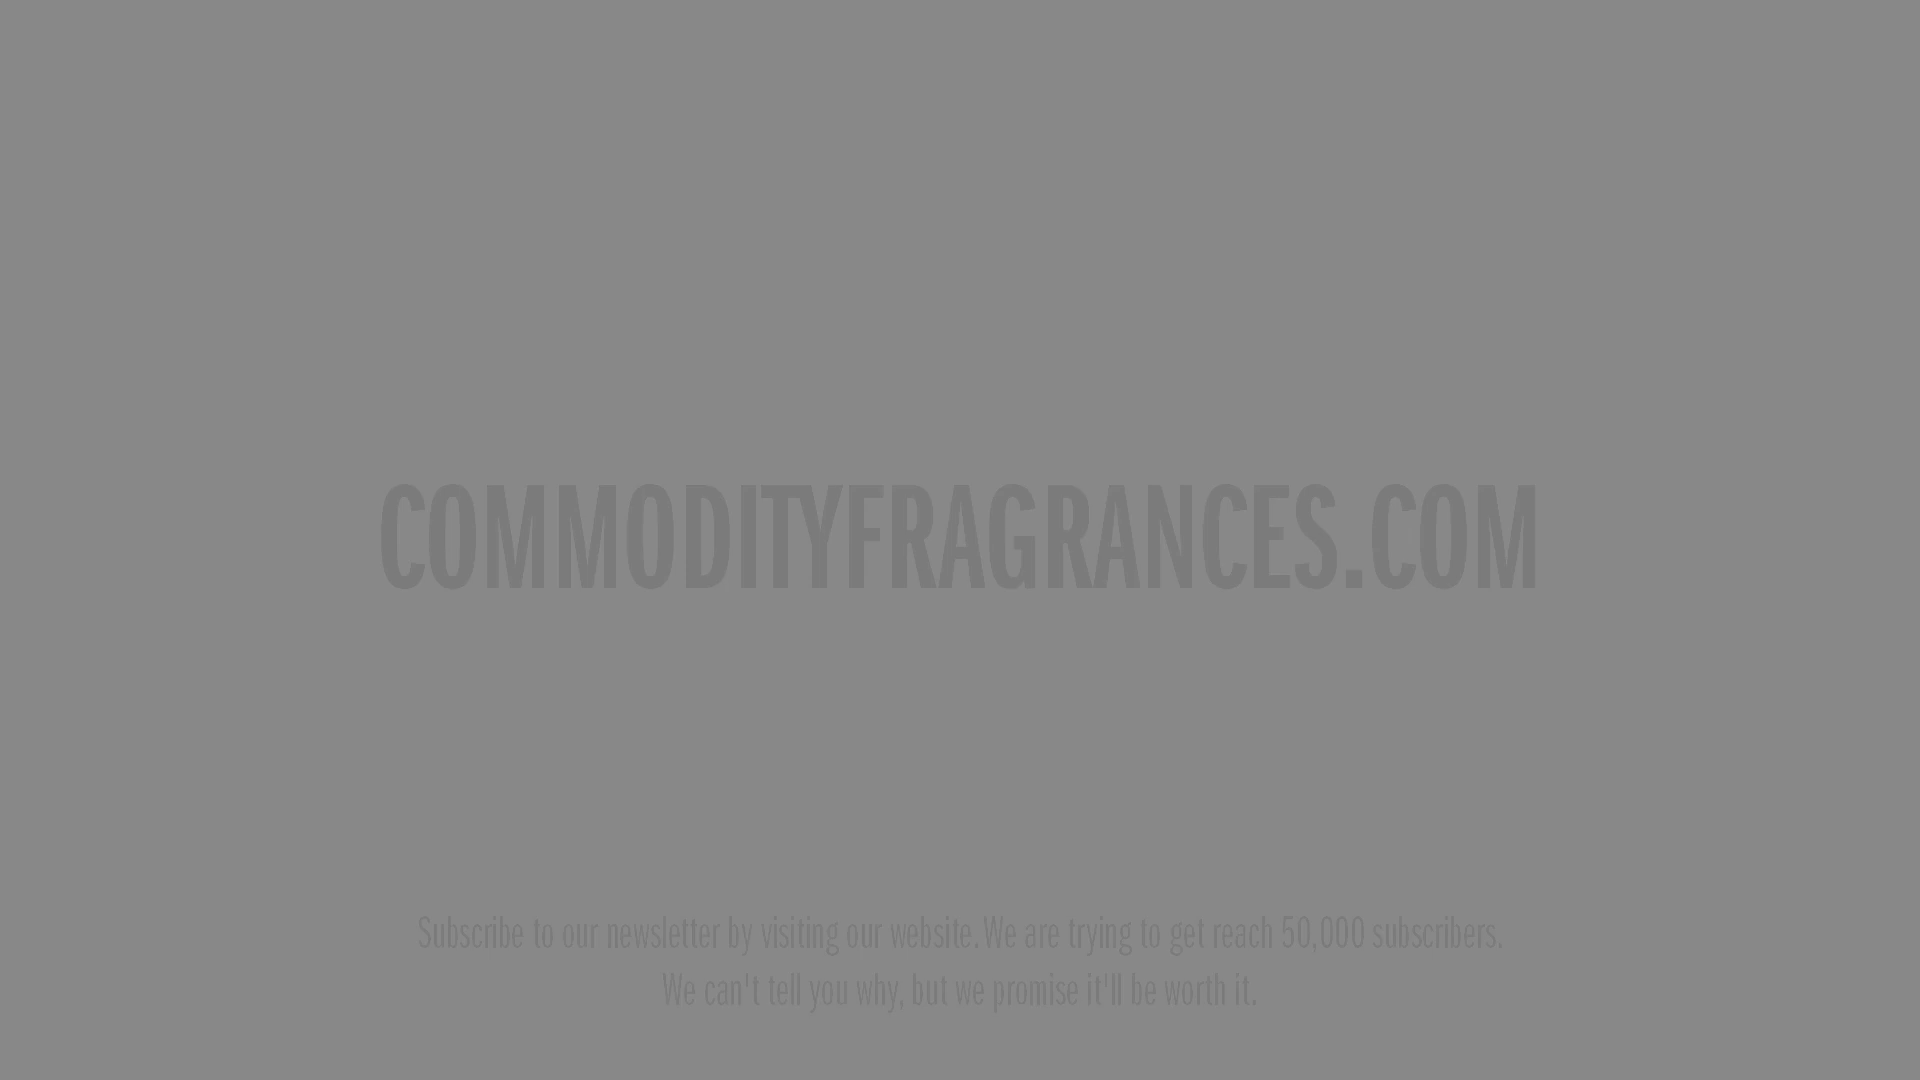 COMMODITYFRAGRANCES.COM
Subscribe to our newsletter by visiting our website. We are trying to get reach 50,000 subscribers.
We can't tell you why, but we promise it'll be worth it.